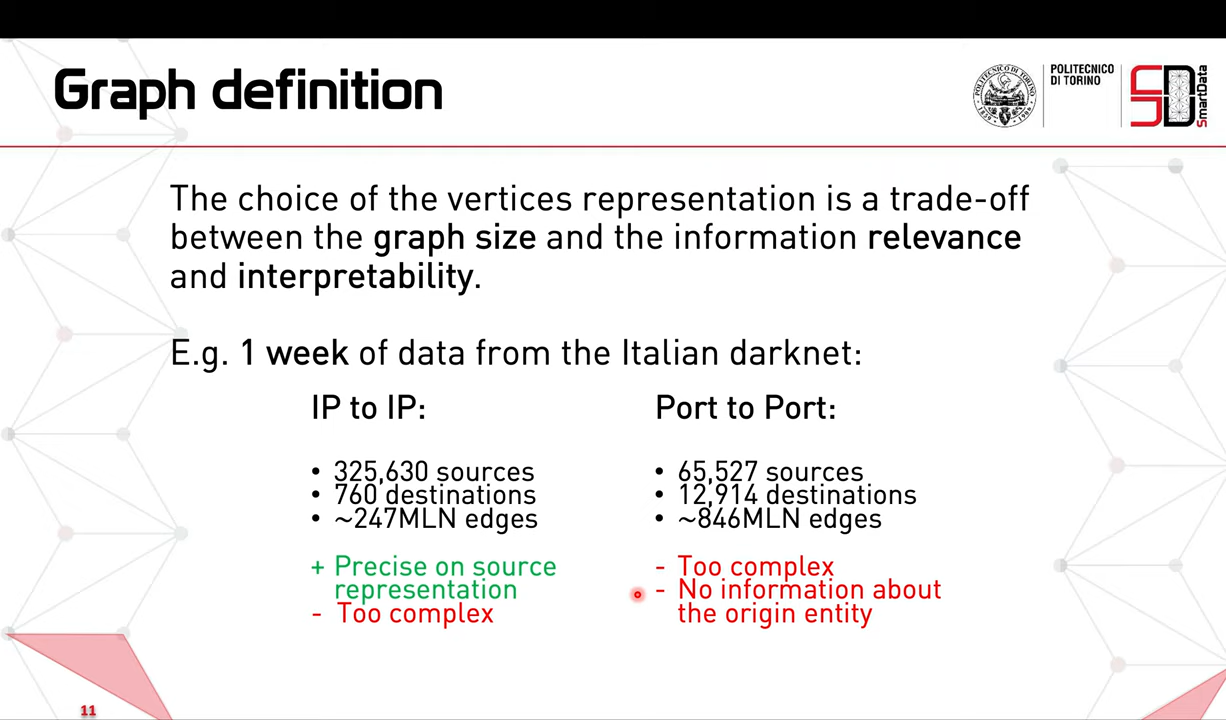 Graph definition
POLITECNICO
DI TORINO
SmartData
The choice of the vertices representation is a trade-off
between the graph size and the information relevance
and interpretability.
E.g. 1 week of data from the Italian darknet:
IP to IP:
• 325,630 sources
• 760 destinations
• ~247MLN edges
+ Precise on source
representation
- Too complex
Port to Port:
• 65,527 sources
• 12,914 destinations
• ~846MLN edges
- Too complex
- No information about
the origin entity
11